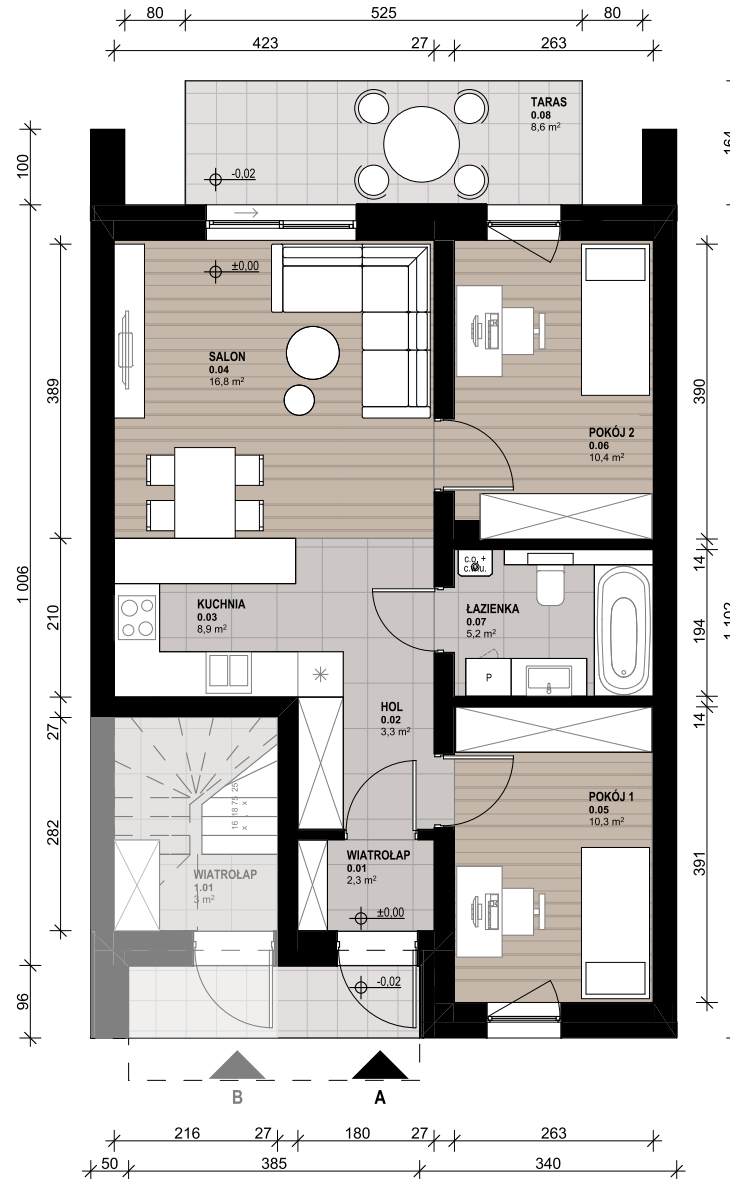 80
525
80
423
27
263
TARAS
0.08
8,6 m²
-0,02
100
164
±0,00
SALON
0.04
16,8 m²
389
390
POKÓJ 2
0.06
10,4 m²
1 006
c.o. +
c.w.u.
14
KUCHNIA
0.03
8,9 m²
210
ŁAZIENKA
0.07
5,2 m²
194
1 102
P
HOL
0.02
3,3 m²
27
14
16 x 18,75 x 25
POKÓJ 1
0.05
10,3 m²
282
WIATROŁAP
0.01
2,3 m²
391
WIATROŁAP
1.01
3 m²
±0,00
-0,02
96
B
A
216
27
180
27
263
50
385
340